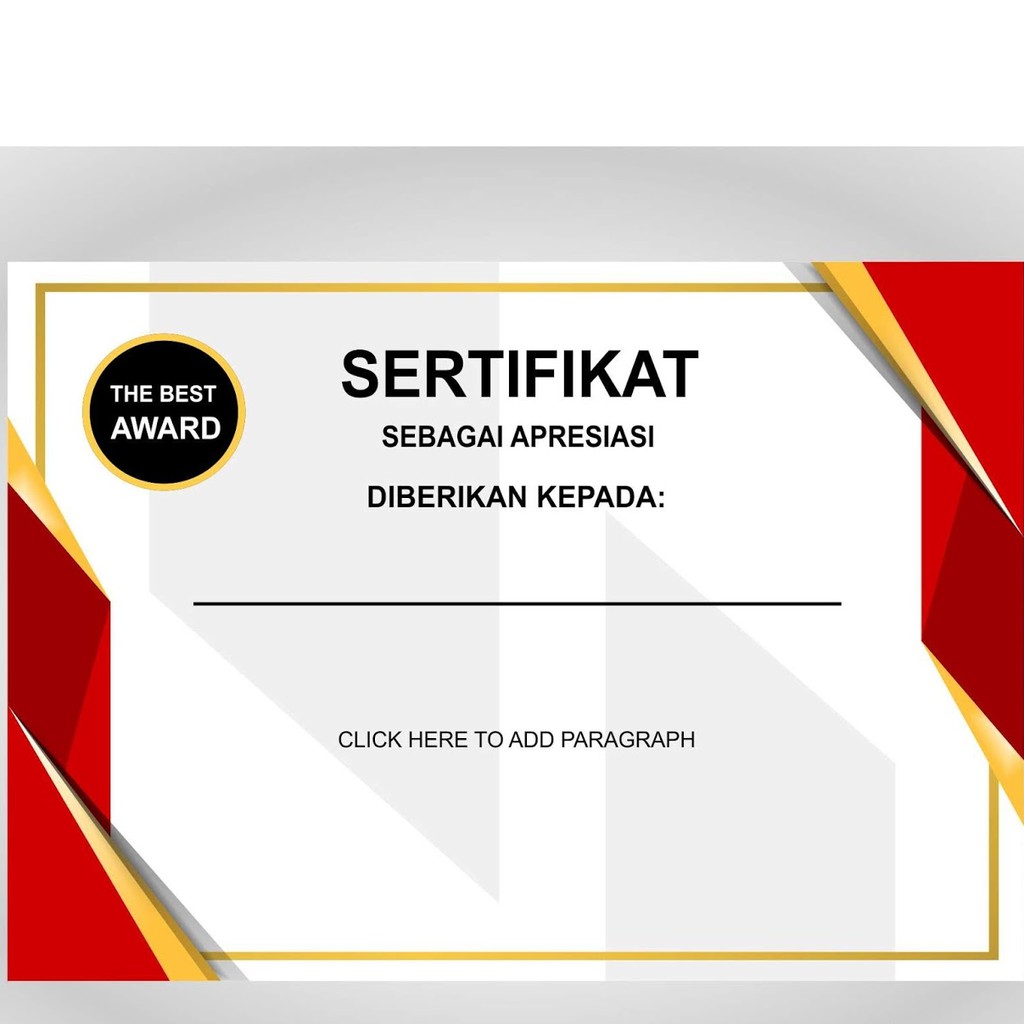 THE BEST
AWARD
SERTIFIKAT
SEBAGAI APRESIASI
DIBERIKAN KEPADA:
CLICK HERE TO ADD PARAGRAPH